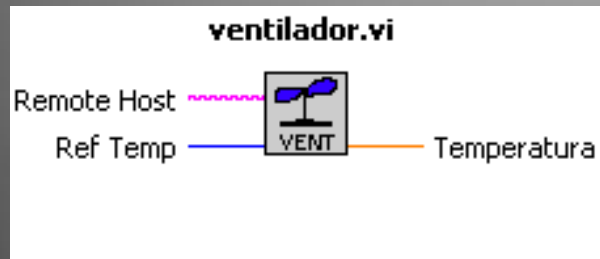 ventilador.vi
Remote Host
Ref Temp
VENT
Temperatura